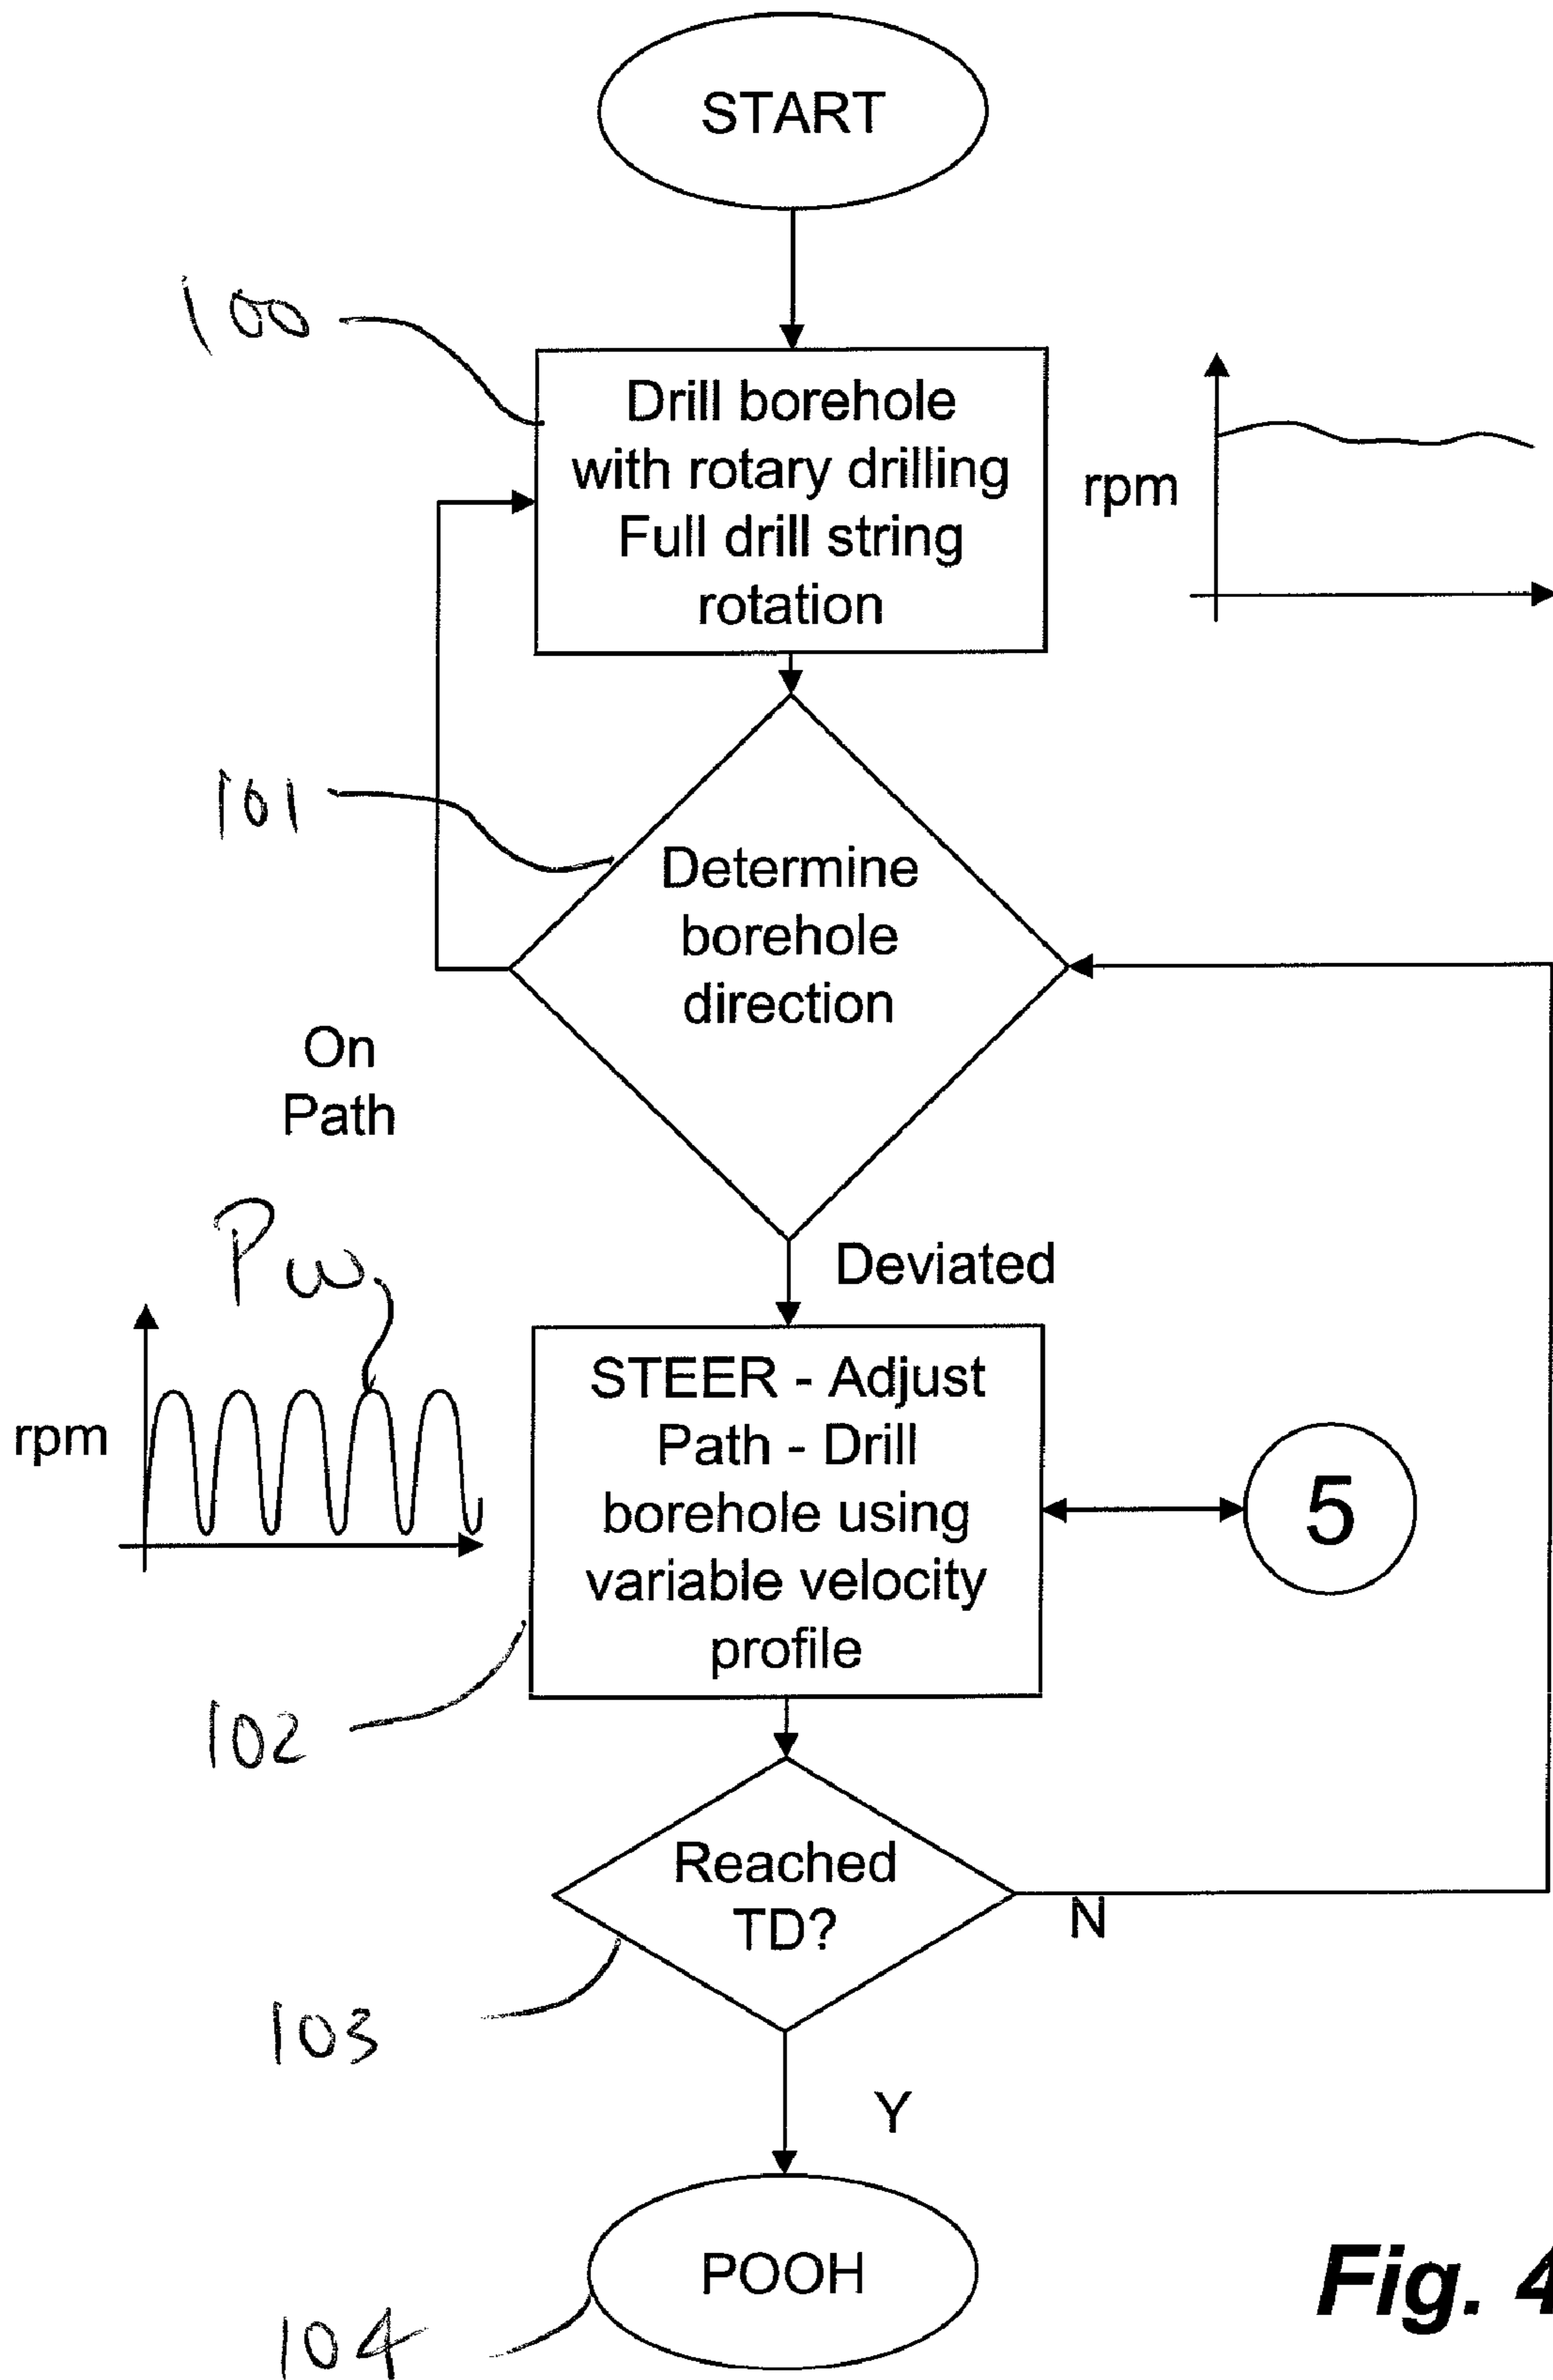 START
100
Drill borehole
with rotary drilling
Full drill string
rotation
rpm
101
Determine
borehole
direction
On
Path
Deviated
Pω
rpm
STEER - Adjust
Path - Drill
borehole using
variable velocity
profile
5
102
Reached
TD?
N
103
Y
POOH
104
Fig. 4